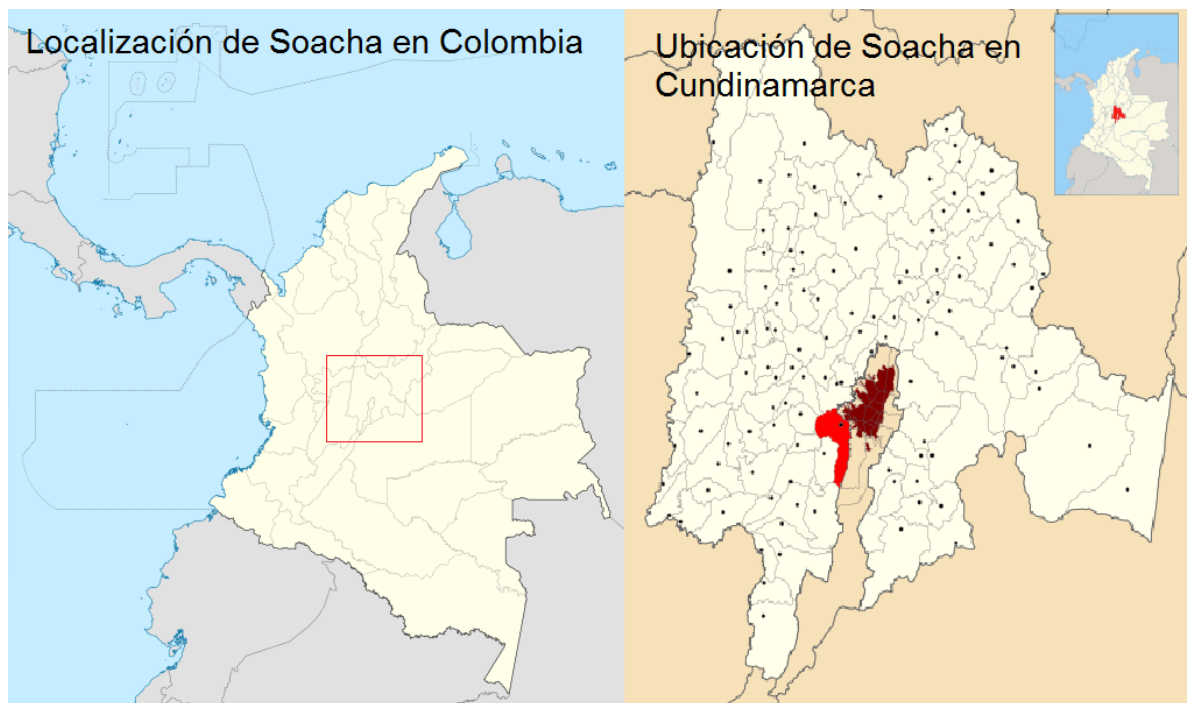 Localización de Soacha en Colombia
Ubicación de Soacha en
Cundinamarca